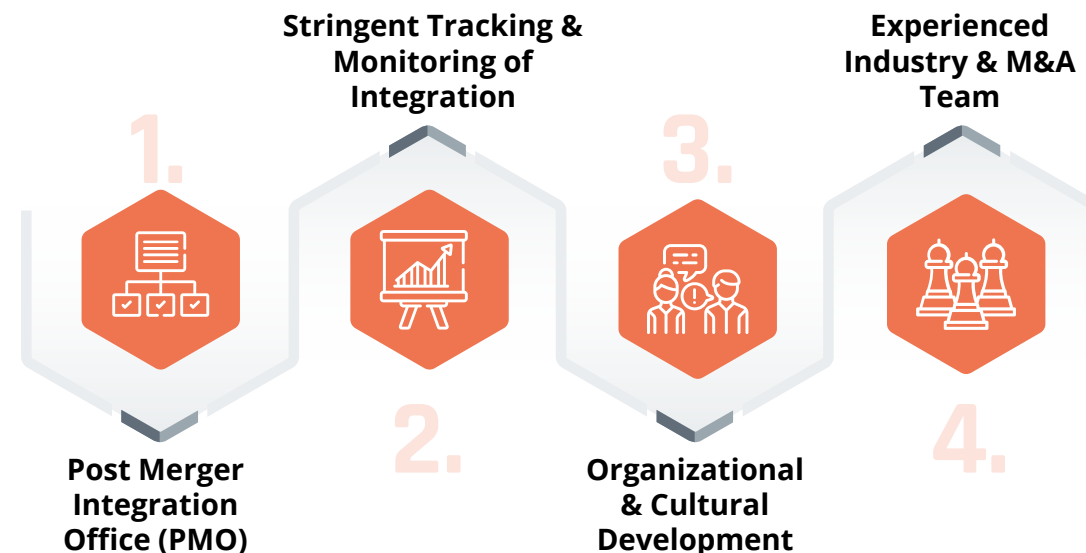 1.
Post Merger
Integration
Office (PMO)
Stringent Tracking &
Monitoring of
Integration
2.
3.
Organizational
& Cultural
Development
Experienced
Industry & M&A
Team
4.